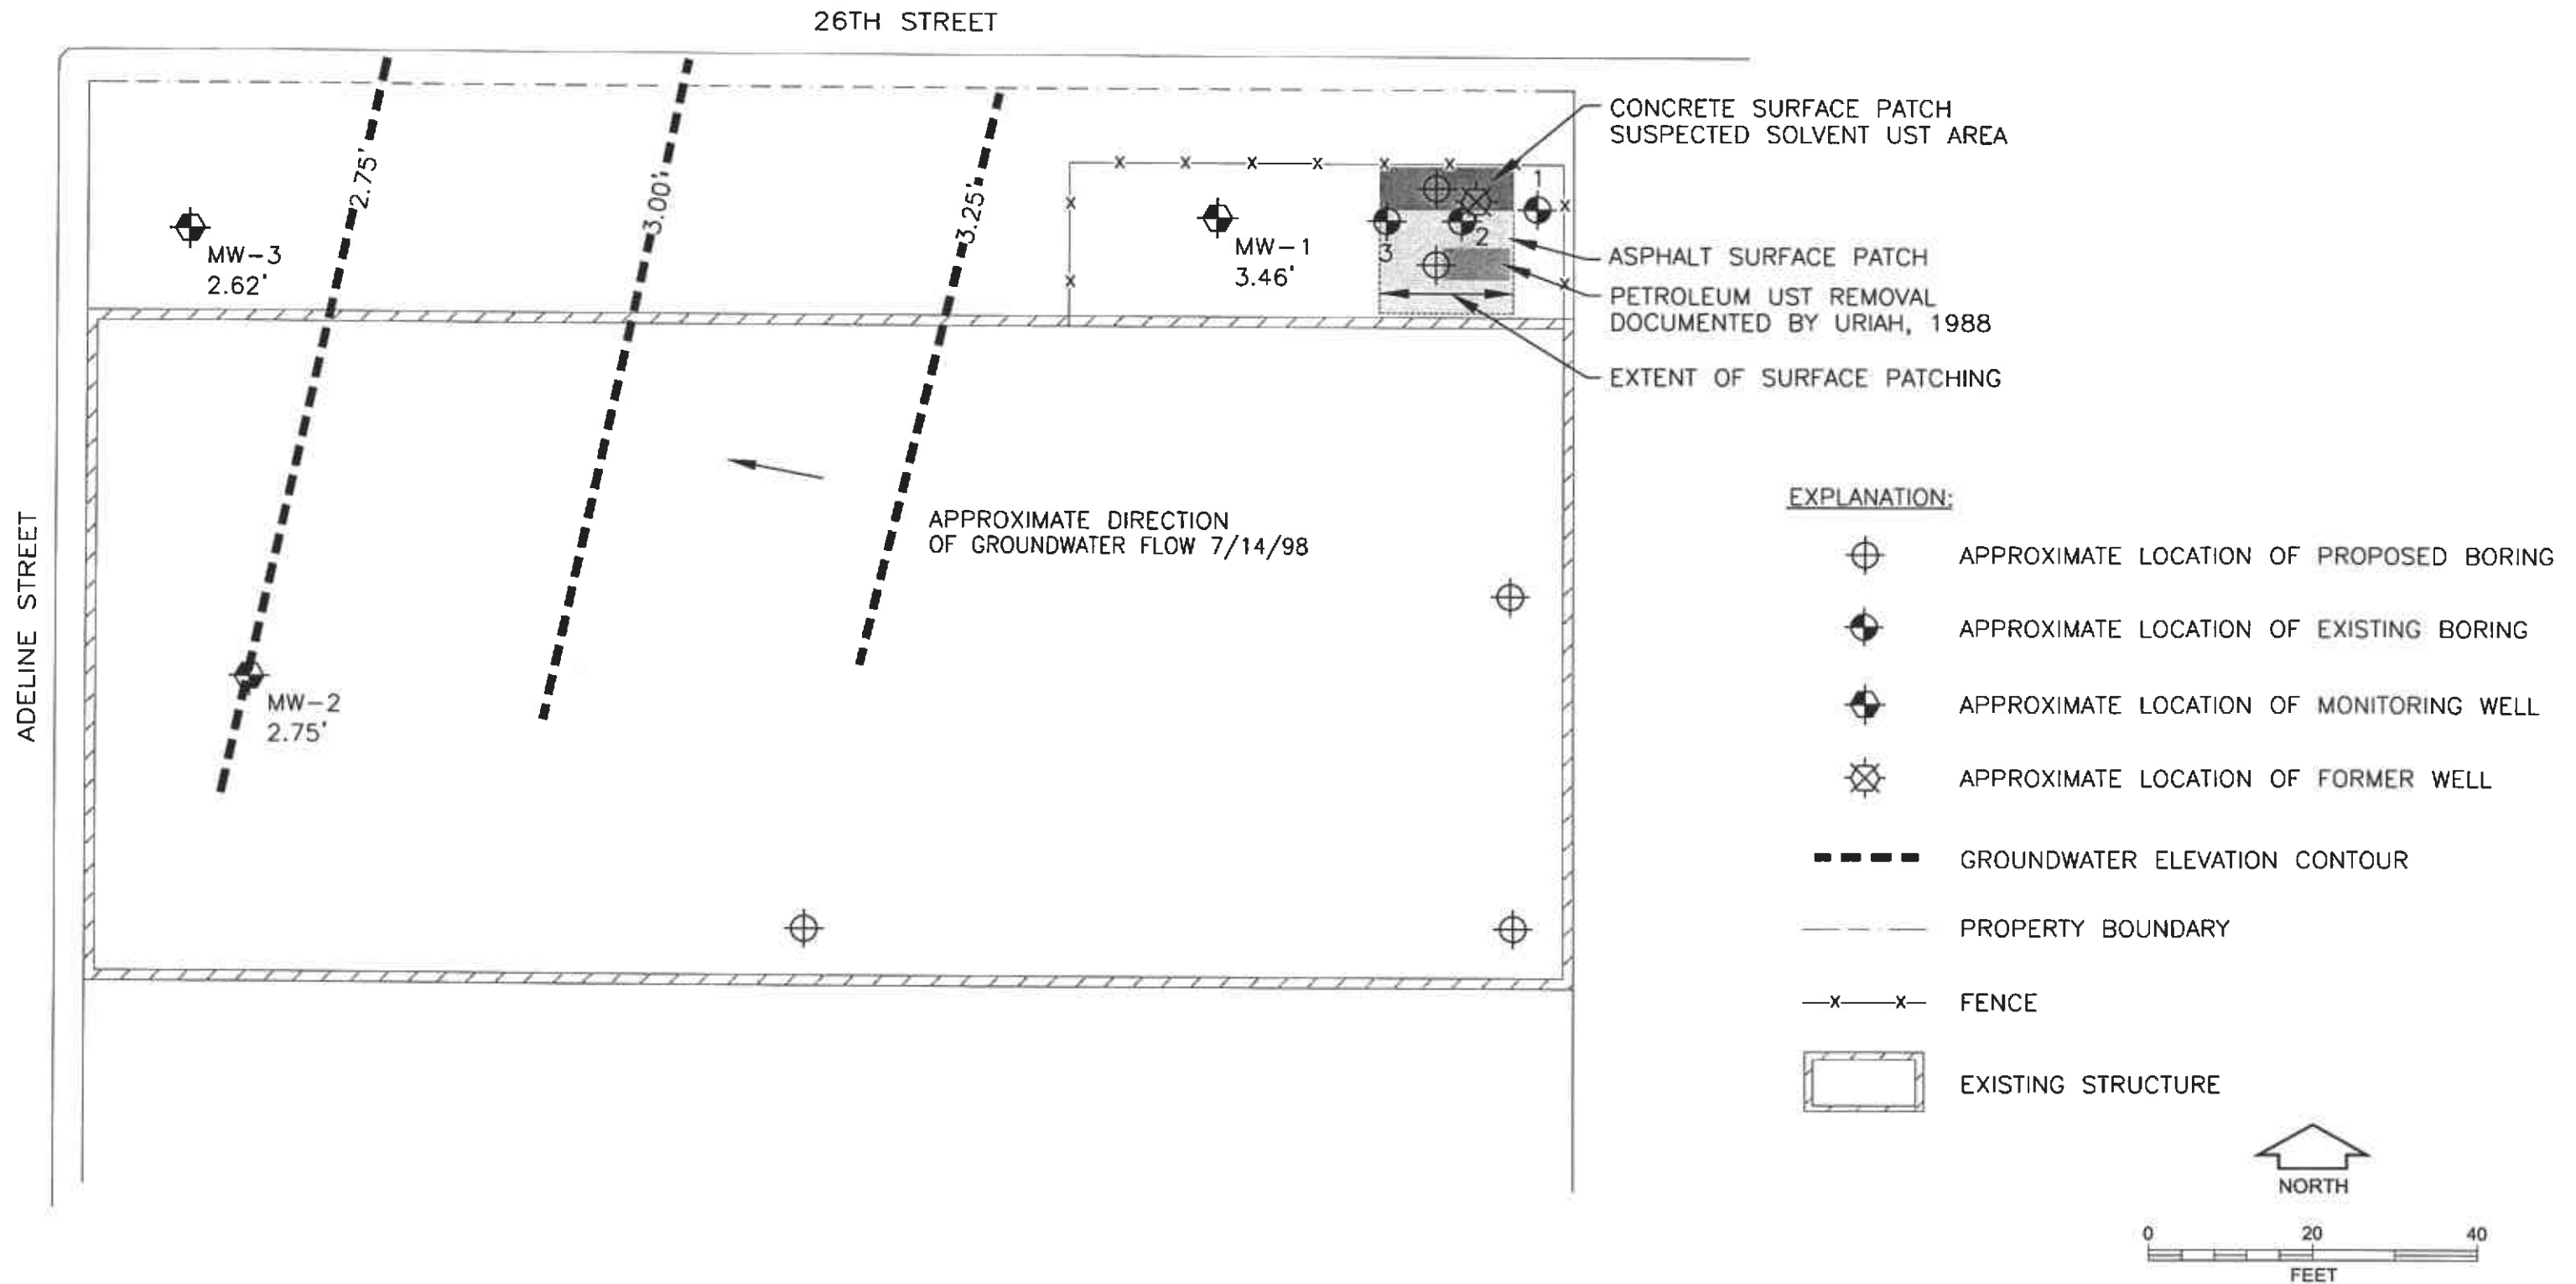 26TH STREET
2.75'
3.00'
3.25'
CONCRETE SURFACE PATCH
SUSPECTED SOLVENT UST AREA
1
2
3
MW-3
2.62'
MW-1
3.46'
ASPHALT SURFACE PATCH
PETROLEUM UST REMOVAL
DOCUMENTED BY URIAH, 1988
EXTENT OF SURFACE PATCHING
APPROXIMATE DIRECTION
OF GROUNDWATER FLOW 7/14/98
ADELINE STREET
MW-2
2.75'
EXPLANATION:
APPROXIMATE LOCATION OF PROPOSED BORING
APPROXIMATE LOCATION OF EXISTING BORING
APPROXIMATE LOCATION OF MONITORING WELL
APPROXIMATE LOCATION OF FORMER WELL
GROUNDWATER ELEVATION CONTOUR
PROPERTY BOUNDARY
FENCE
EXISTING STRUCTURE
NORTH
0 20 40
FEET